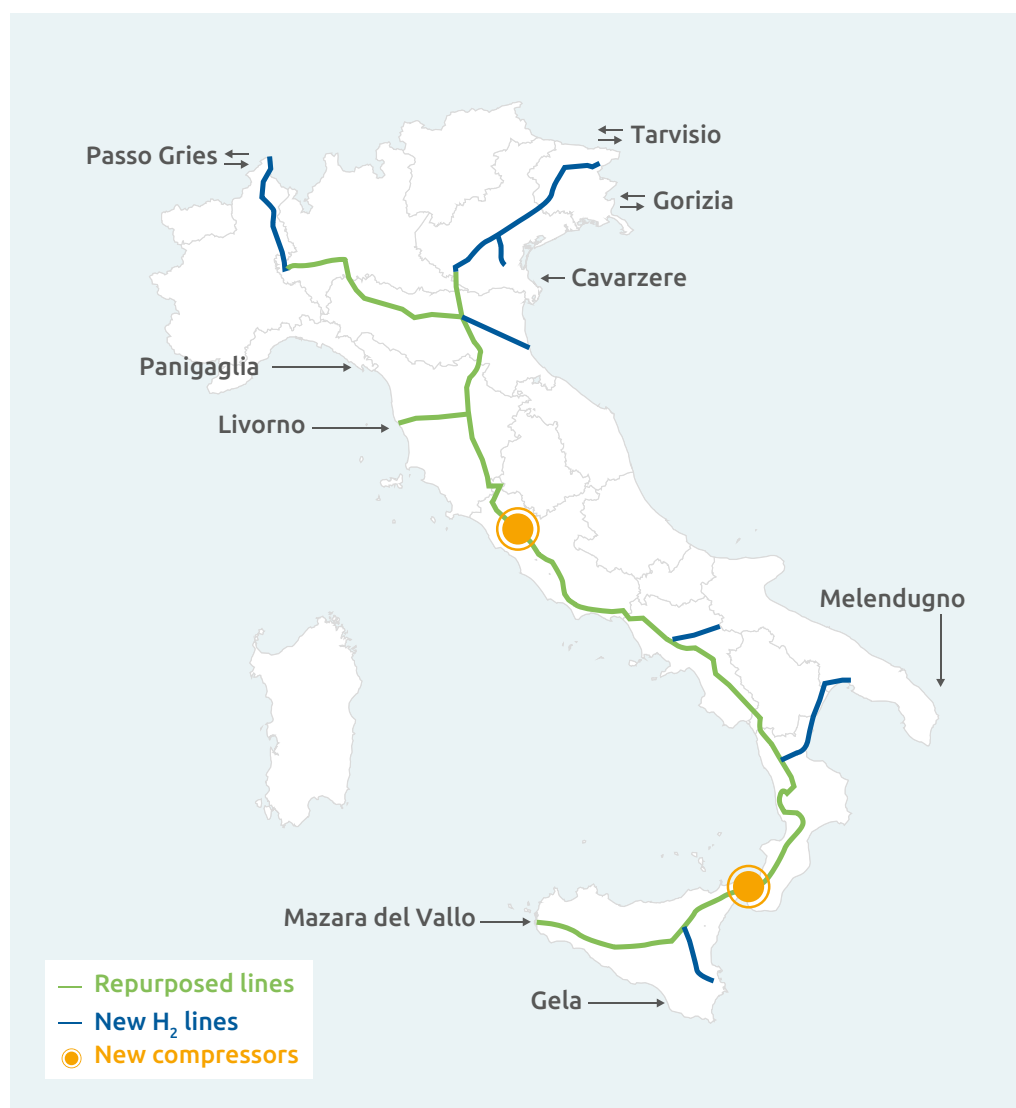 Tarvisio
Passo Gries
Gorizia
Cavarzere
Panigaglia
Livorno
Melendugno
Mazara del Vallo
Gela
Repurposed lines
New H₂ lines
New compressors